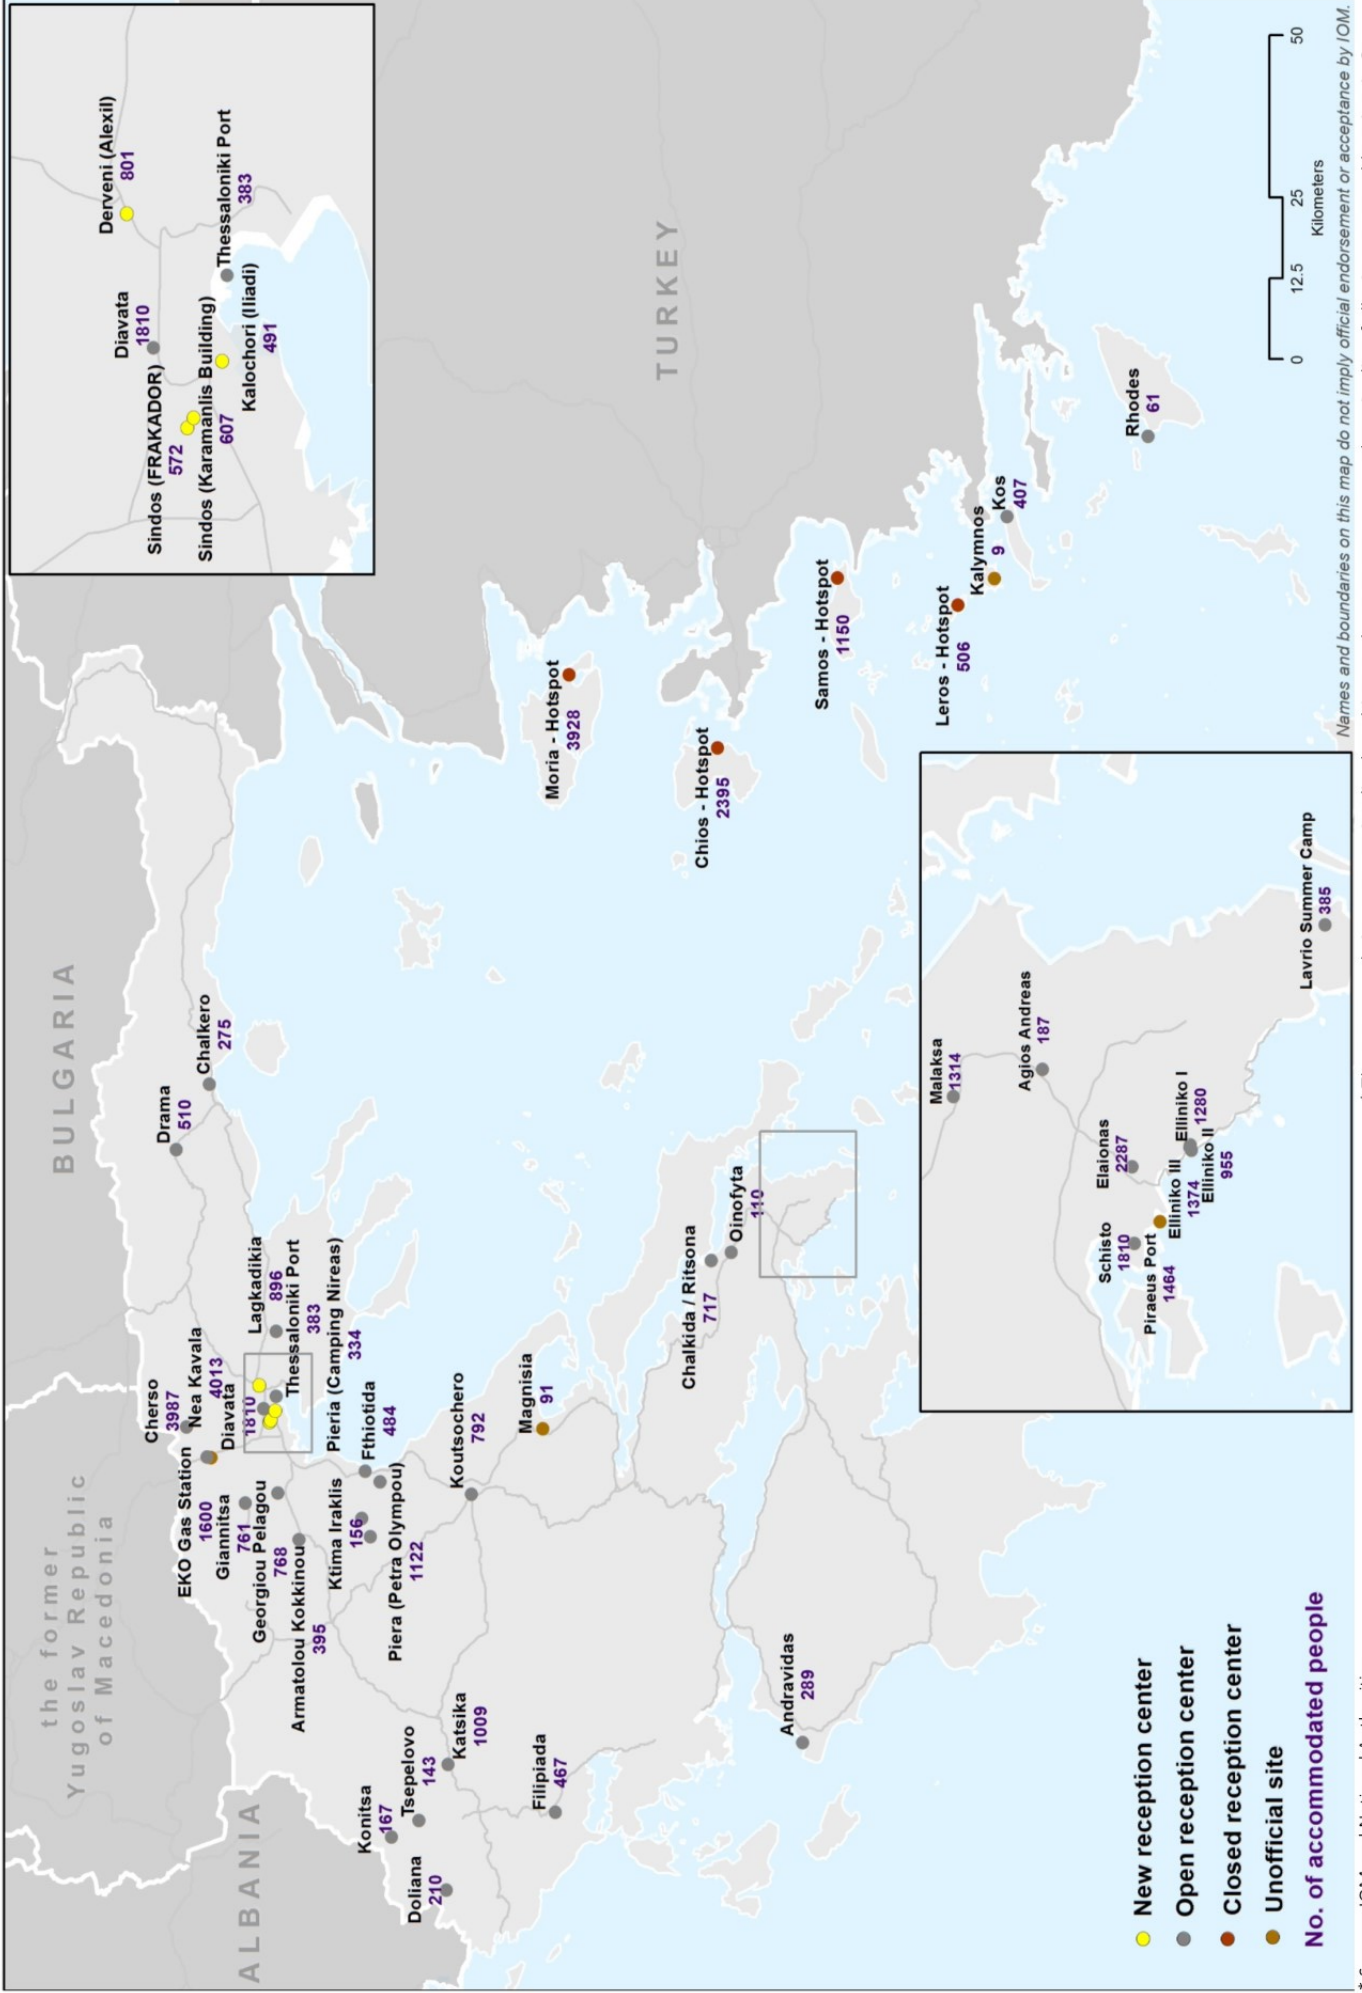 the former
Yugoslav Republic
of Macedonia
BULGARIA
ALBANIA
TURKEY
Cherso
3987
Nea Kavala
4013
EKO Gas Station
1600
Diavata
1810
Giannitsa
761
Georgiou Pelagou
768
Armatolou Kokkinou
395
Lagkadikia
896
Thessaloniki Port
383
Pieria (Camping Nireas)
334
Fthiotida
484
Ktima Iraklis
156
Piera (Petra Olympou)
1122
Koutsochero
792
Magnisia
91
Drama
510
Chalkero
275
Konitsa
167
Tsepelovo
143
Doliana
210
Katsika
1009
Filipiada
467
Andravidas
289
Chalkida / Ritsona
717
Oinofyta
110
Moria - Hotspot
3928
Chios - Hotspot
2395
Samos - Hotspot
1150
Leros - Hotspot
506
Kalymnos
9
Kos
407
Rhodes
61
Derveni (Alexil)
801
Diavata
1810
Thessaloniki Port
383
Sindos (FRAKADOR)
572
Sindos (Karamanlis Building)
607
Kalochori (Iliadi)
491
Malaksa
1314
Agios Andreas
187
Elaionas
2287
Schisto
1810
Piraeus Port
1464
Elliniko I
1280
Elliniko III
1374
Elliniko II
955
Lavrio Summer Camp
385
New reception center
Open reception center
Closed reception center
Unofficial site
No. of accommodated people
0 12.5 25 50
Kilometers
Names and boundaries on this map do not imply official endorsement or acceptance by IOM.